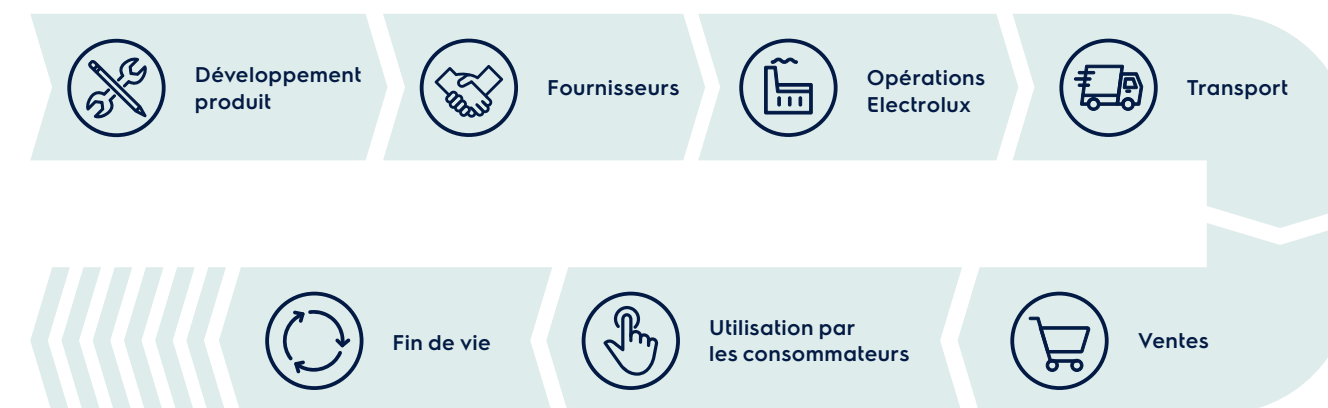 Développement
produit
Fournisseurs
Opérations
Electrolux
Transport
Ventes
Utilisation par
les consommateurs
Fin de vie